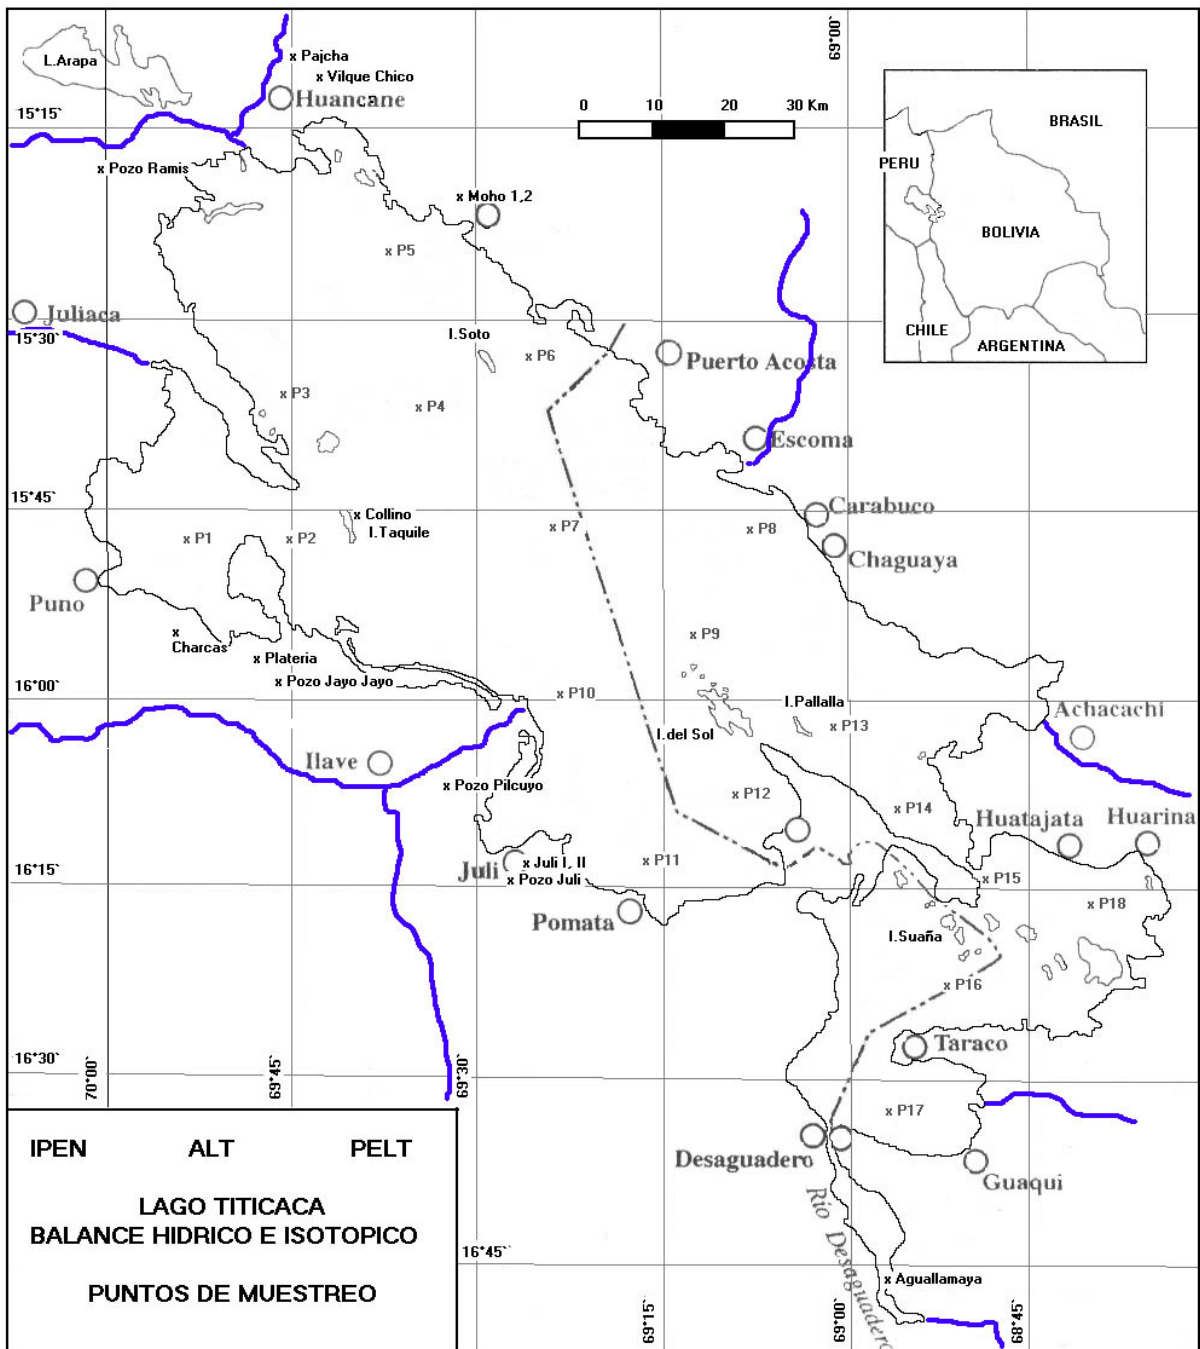 L.Arapa
x Pajcha
x Vilque Chico
Huancane
69°00`
0 10 20 30 Km
BRASIL
PERU
BOLIVIA
CHILE
ARGENTINA
15°15`
x Pozo Ramis
x Moho 1,2
x P5
Juliaca
15°30`
I.Soto
x P6
Puerto Acosta
x P3
x P4
Escoma
15°45`
x Collino
I.Taquile
Carabuco
x P1
x P2
x P7
x P8
Chaguaya
Puno
x
Charcas
x P9
x Plateria
x Pozo Jayo Jayo
16°00`
x P10
I.Pallalla
x P13
Achacachi
I.del Sol
Ilave
x Pozo Pilcuyo
x P12
x P14
Huatajata
Huarina
Juli
x Juli I, II
x P11
16°15`
x Pozo Juli
x P15
x P18
Pomata
I.Suaña
x P16
Taraco
16°30`
70°00`
69°45`
69°30`
x P17
Desaguadero
Guaqui
Río Desaguadero
16°45`
x Aguallamaya
69°15`
69°00`
68°45`
IPEN ALT PELT
LAGO TITICACA
BALANCE HIDRICO E ISOTOPICO
PUNTOS DE MUESTREO